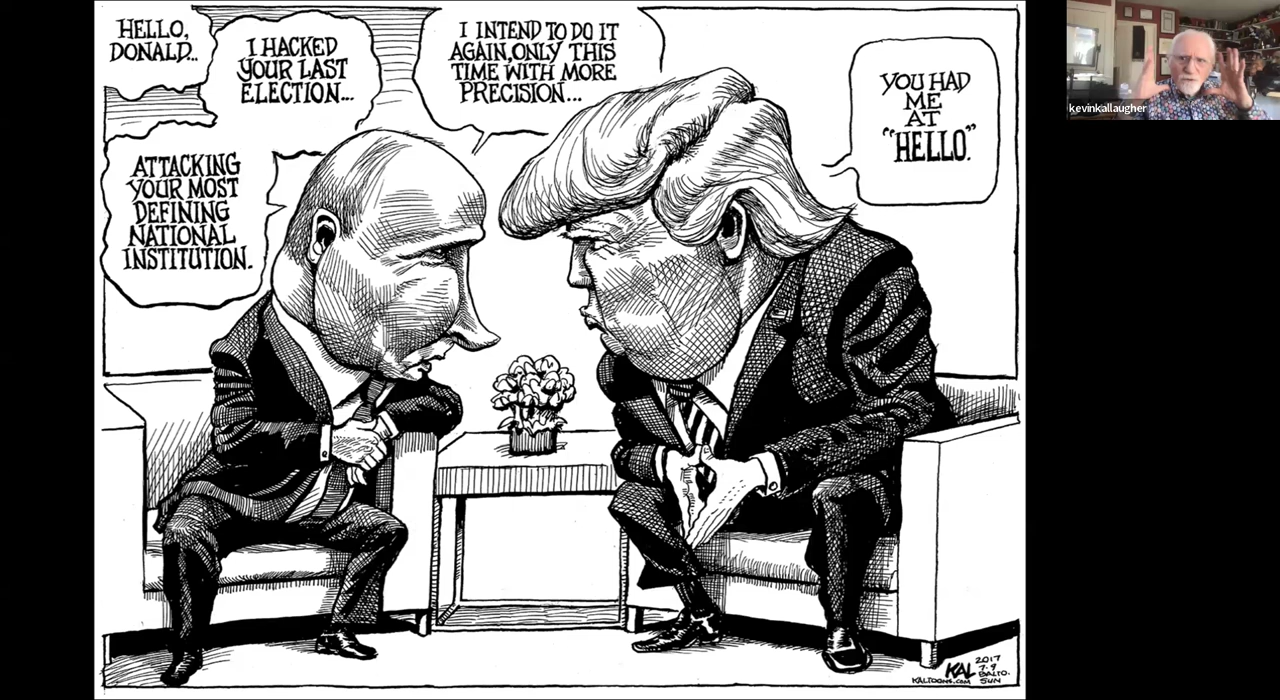 HELLO,
DONALD...
I HACKED
YOUR LAST
ELECTION...
I INTEND TO DO IT
AGAIN, ONLY THIS
TIME WITH MORE
PRECISION...
ATTACKING
YOUR MOST
DEFINING
NATIONAL
INSTITUTION.
YOU HAD
ME
AT
"HELLO."
kevinkallaugher
KAL
KALTOONS.COM
2017
7.9
BALTO.
SUN